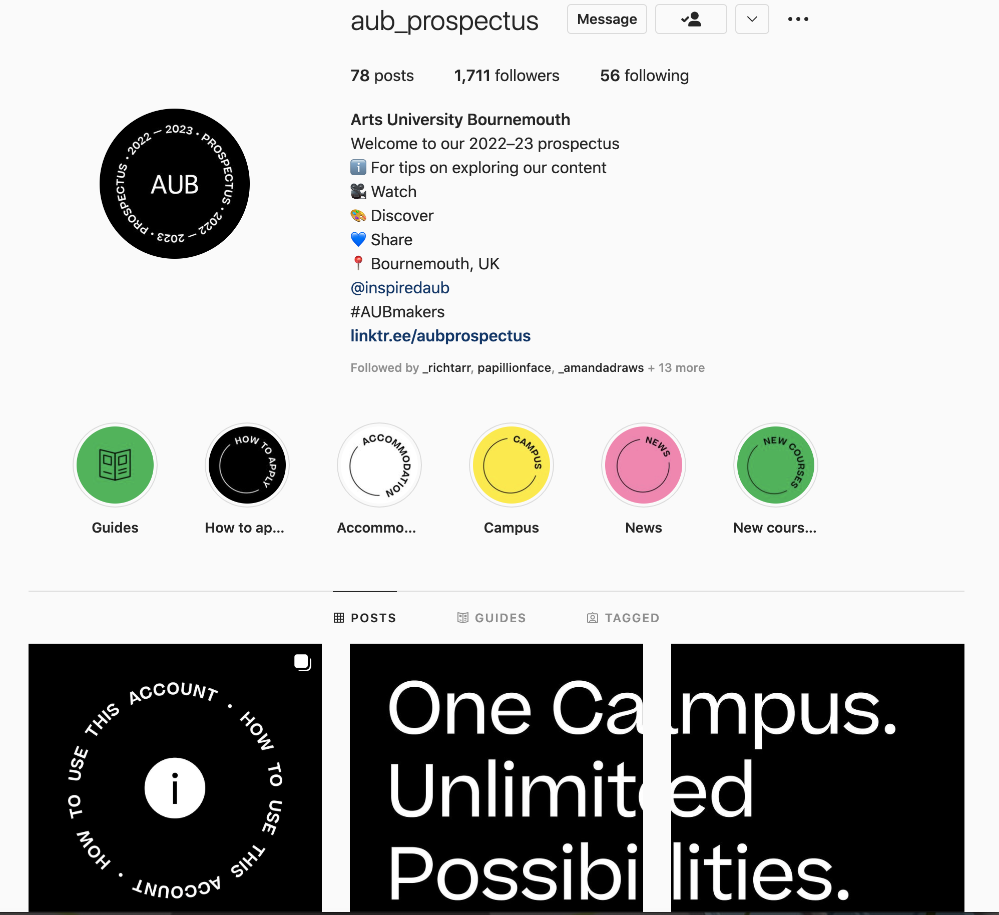 aub_prospectus Message
78 posts 1,711 followers 56 following
Arts University Bournemouth
Welcome to our 2022–23 prospectus
ℹ️ For tips on exploring our content
🎥 Watch
🎨 Discover
💙 Share
📍 Bournemouth, UK
@inspiredaub
#AUBmakers
linktr.ee/aubprospectus
Followed by _richtarr, papillionface, _amandadraws + 13 more
2022 — 2023 • PROSPECTUS • 2022 — 2023 • PROSPECTUS •
AUB
HOW TO APPLY
ACCOMMODATION
CAMPUS
NEWS
NEW COURSES
Guides How to ap... Accommo... Campus News New cours...
POSTS GUIDES TAGGED
HOW TO USE THIS ACCOUNT • HOW TO USE THIS ACCOUNT •
i
One Campus.
Unlimited
Possibilities.